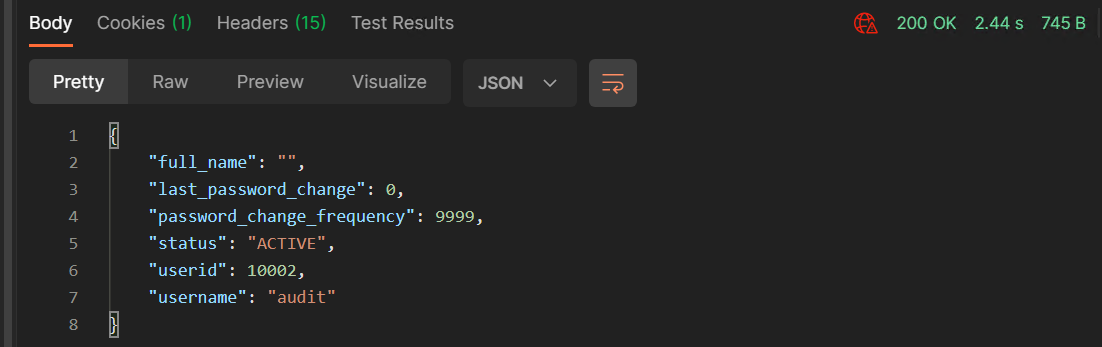 Body Cookies (1) Headers (15) Test Results 200 OK 2.44 s 745 B
Pretty Raw Preview Visualize JSON
1 {
2 "full_name": "",
3 "last_password_change": 0,
4 "password_change_frequency": 9999,
5 "status": "ACTIVE",
6 "userid": 10002,
7 "username": "audit"
8 }